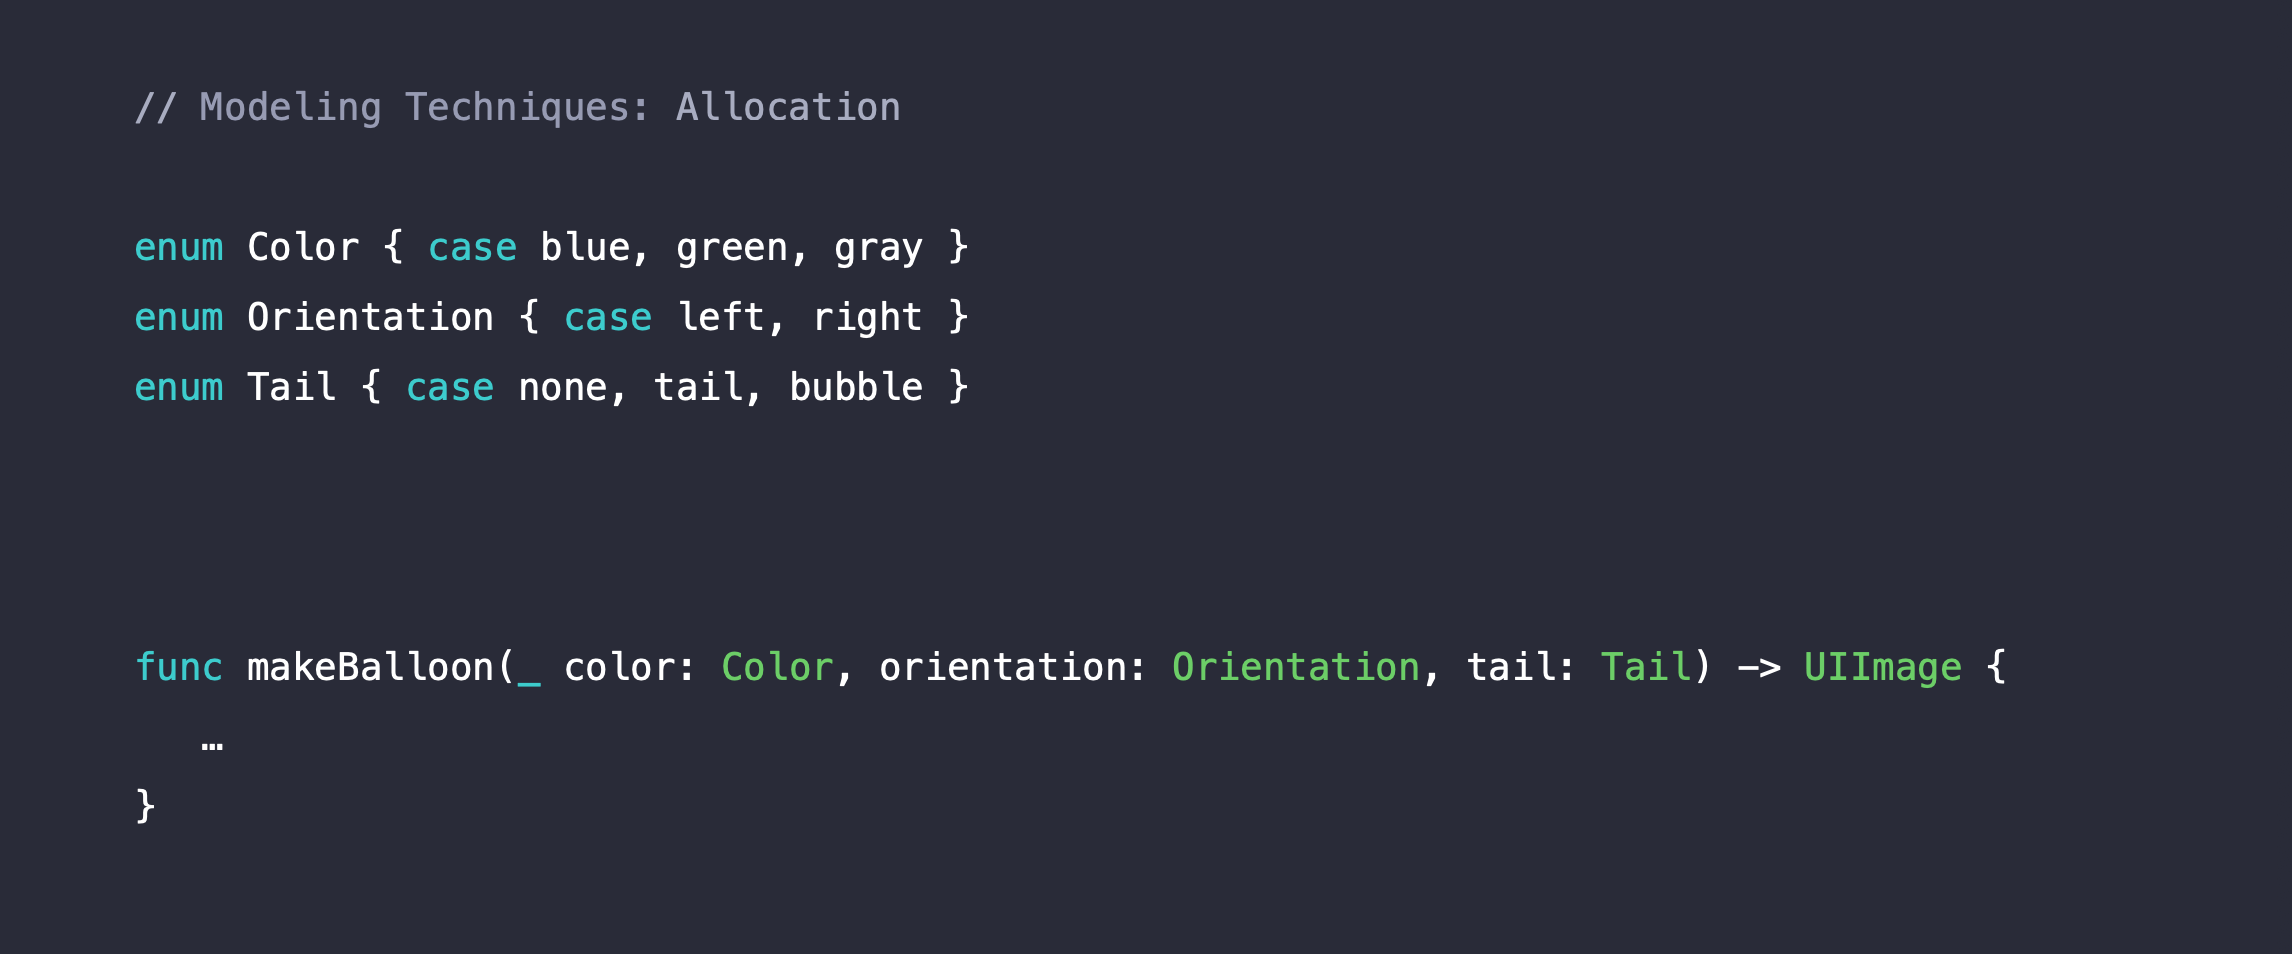 // Modeling Techniques: Allocation
enum Color { case blue, green, gray }
enum Orientation { case left, right }
enum Tail { case none, tail, bubble }
func makeBalloon(_ color: Color, orientation: Orientation, tail: Tail) -> UIImage {
…
}